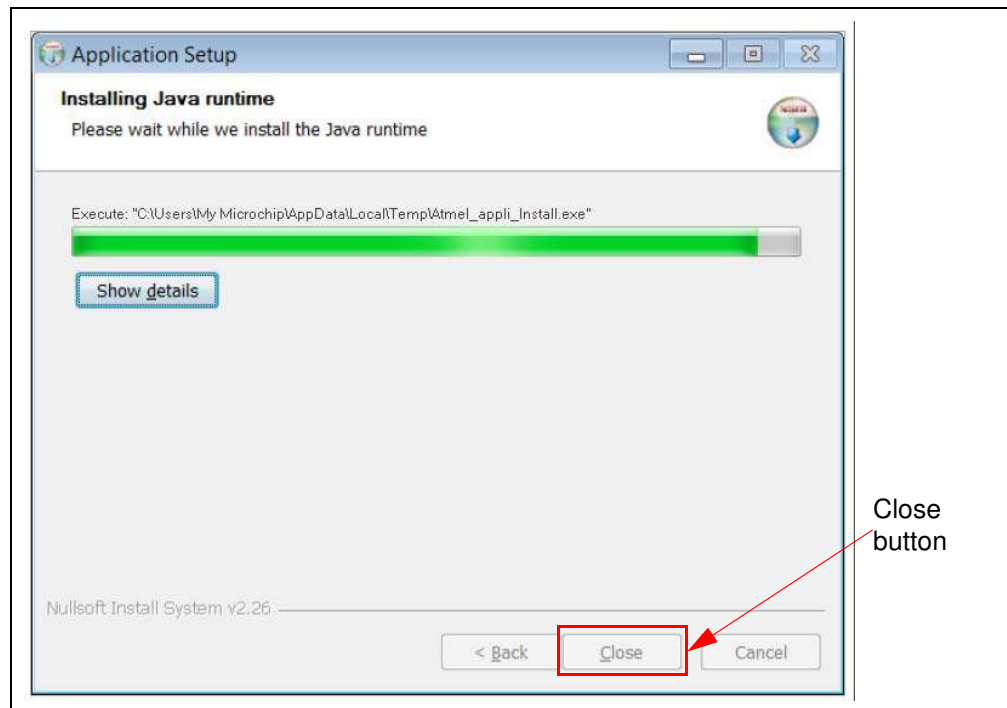 Application Setup
Installing Java runtime
Please wait while we install the Java runtime
Execute: "C:\Users\My Microchip\AppData\Local\Temp\Atmel_appli_Install.exe"
Show details
Close
button
Nullsoft Install System v2.26
< Back
Close
Cancel